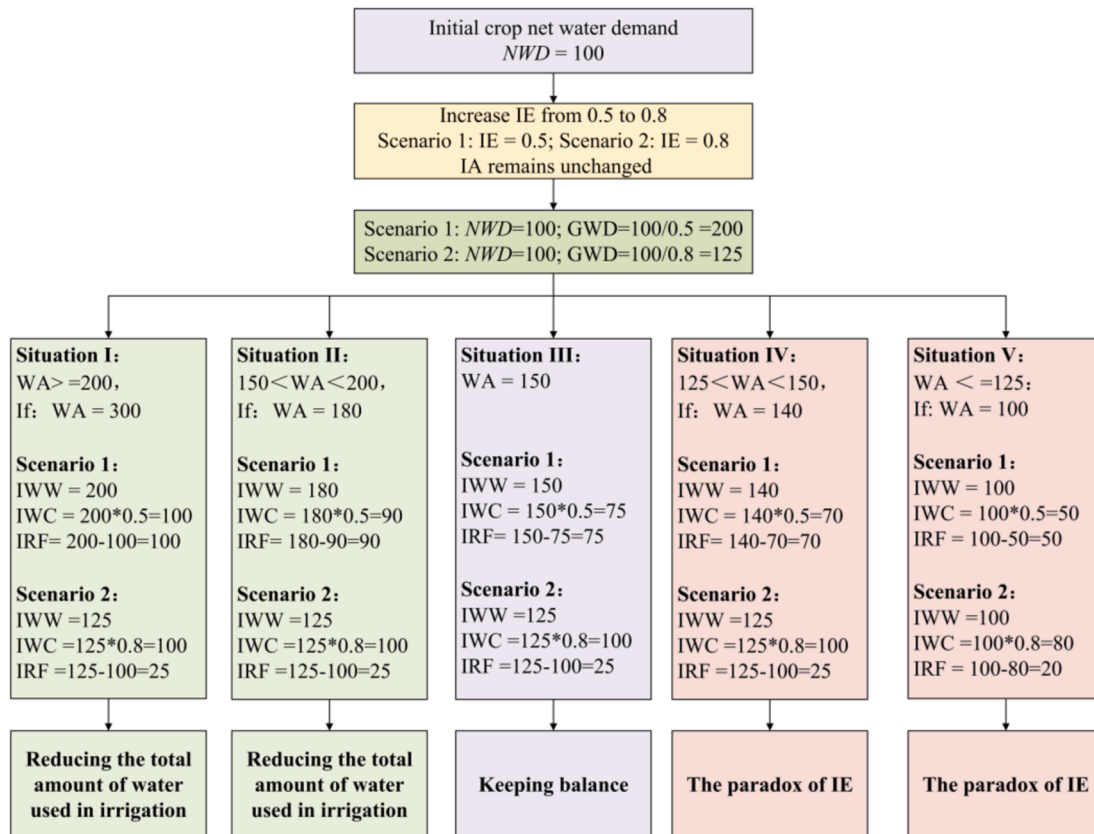 Initial crop net water demand
NWD = 100
Increase IE from 0.5 to 0.8
Scenario 1: IE = 0.5; Scenario 2: IE = 0.8
IA remains unchanged
Scenario 1: NWD=100; GWD=100/0.5 =200
Scenario 2: NWD=100; GWD=100/0.8 =125
Situation I：
WA> =200，
If：WA = 300
Scenario 1：
IWW = 200
IWC = 200*0.5=100
IRF= 200-100=100
Scenario 2：
IWW =125
IWC =125*0.8=100
IRF =125-100=25
Reducing the total
amount of water
used in irrigation
Situation II：
150＜WA＜200，
If：WA = 180
Scenario 1：
IWW = 180
IWC = 180*0.5=90
IRF= 180-90=90
Scenario 2：
IWW =125
IWC =125*0.8=100
IRF =125-100=25
Reducing the total
amount of water
used in irrigation
Situation III：
WA = 150
Scenario 1：
IWW = 150
IWC = 150*0.5=75
IRF= 150-75=75
Scenario 2：
IWW =125
IWC =125*0.8=100
IRF =125-100=25
Keeping balance
Situation IV：
125＜WA＜150，
If：WA = 140
Scenario 1：
IWW = 140
IWC = 140*0.5=70
IRF= 140-70=70
Scenario 2：
IWW =125
IWC =125*0.8=100
IRF =125-100=25
The paradox of IE
Situation V：
WA ＜=125：
If: WA = 100
Scenario 1：
IWW = 100
IWC = 100*0.5=50
IRF = 100-50=50
Scenario 2：
IWW =100
IWC =100*0.8=80
IRF = 100-80=20
The paradox of IE